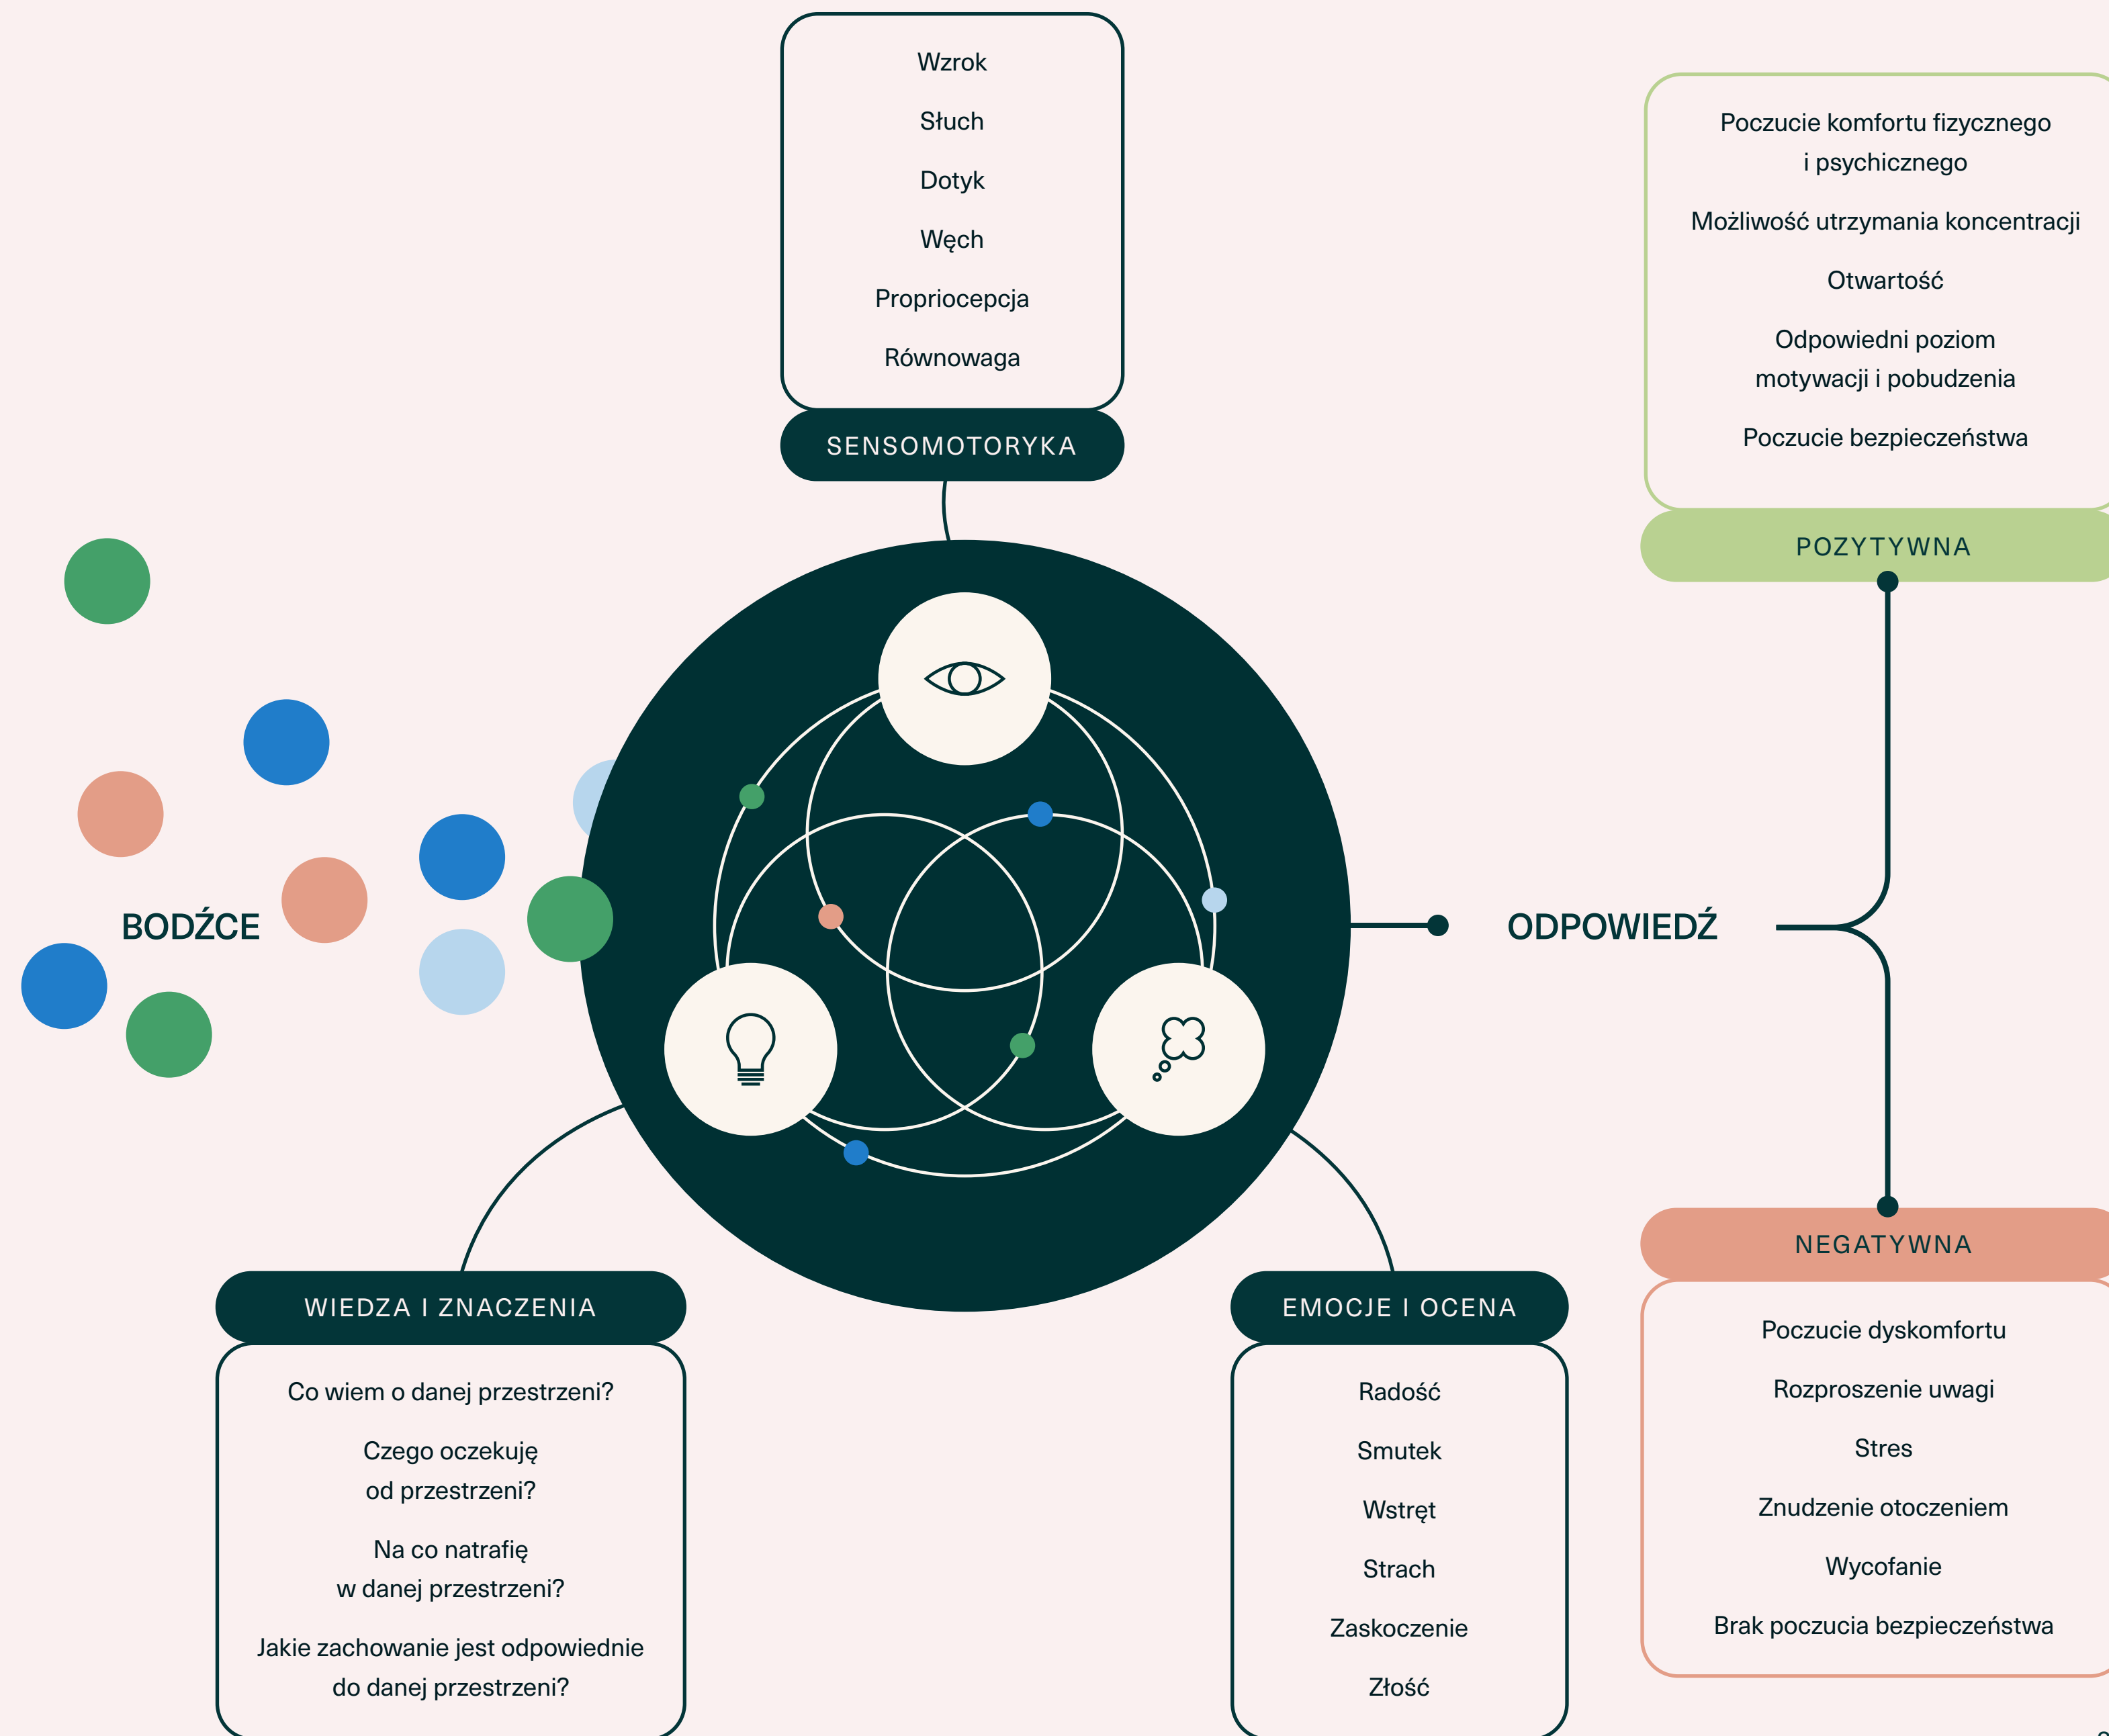 Wzrok
Słuch
Dotyk
Węch
Propriocepcja
Równowaga
SENSOMOTORYKA
BODŹCE
WIEDZA I ZNACZENIA
Co wiem o danej przestrzeni?
Czego oczekuję
od przestrzeni?
Na co natrafię
w danej przestrzeni?
Jakie zachowanie jest odpowiednie
do danej przestrzeni?
EMOCJE I OCENA
Radość
Smutek
Wstręt
Strach
Zaskoczenie
Złość
ODPOWIEDŹ
Poczucie komfortu fizycznego
i psychicznego
Możliwość utrzymania koncentracji
Otwartość
Odpowiedni poziom
motywacji i pobudzenia
Poczucie bezpieczeństwa
POZYTYWNA
NEGATYWNA
Poczucie dyskomfortu
Rozproszenie uwagi
Stres
Znudzenie otoczeniem
Wycofanie
Brak poczucia bezpieczeństwa